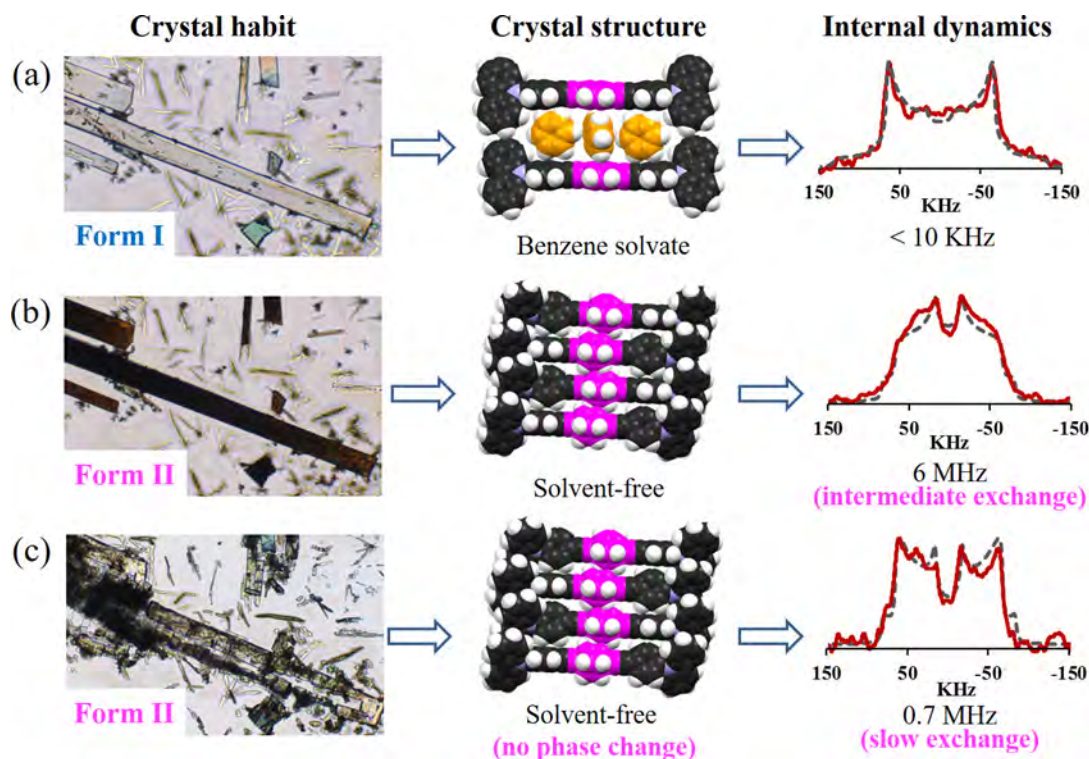 Crystal habit Crystal structure Internal dynamics
(a)
Form I
Benzene solvate
150 50 -50 -150
KHz
< 10 KHz
(b)
Form II
Solvent-free
150 50 -50 -150
KHz
6 MHz
(intermediate exchange)
(c)
Form II
Solvent-free
(no phase change)
150 50 -50 -150
KHz
0.7 MHz
(slow exchange)